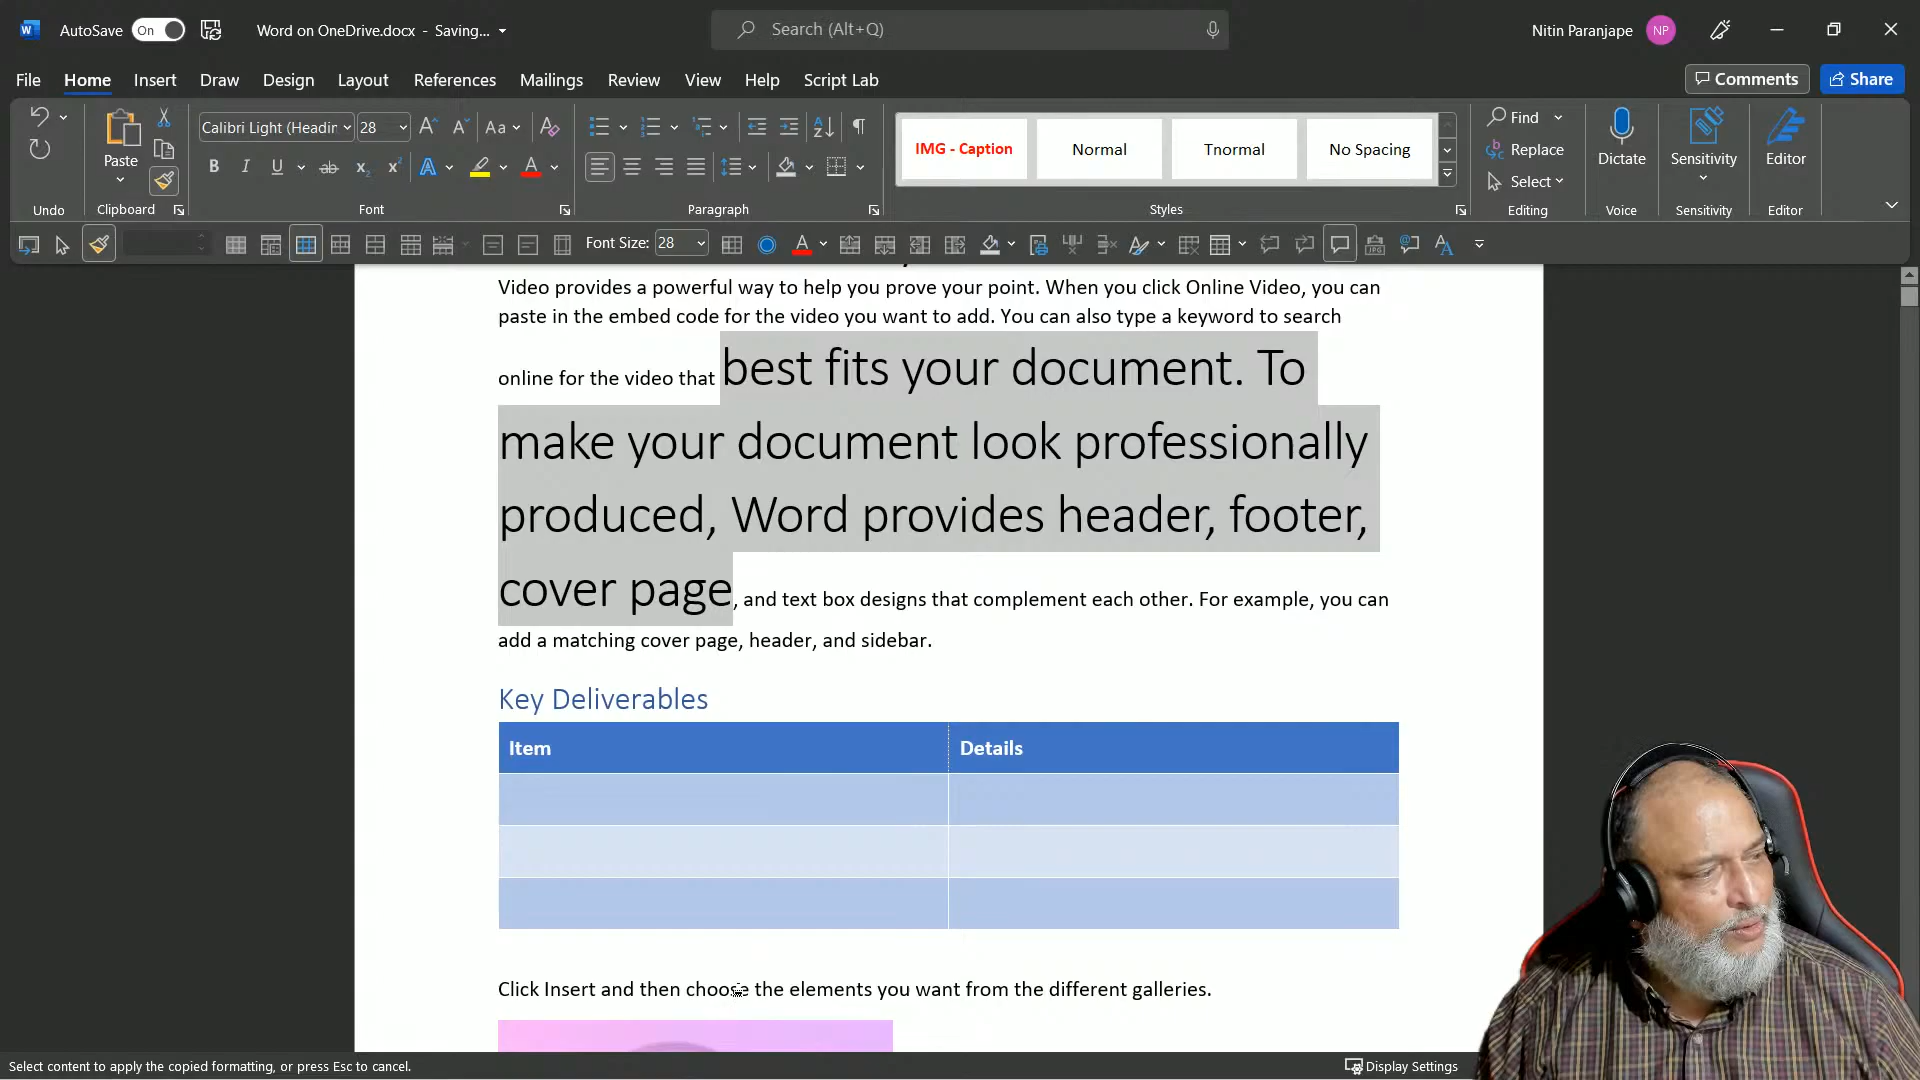 AutoSave On Word on OneDrive.docx - Saving... Search (Alt+Q) Nitin Paranjape NP
File Home Insert Draw Design Layout References Mailings Review View Help Script Lab Comments Share
Paste Calibri Light (Headin 28 Aa IMG - Caption Normal Tnormal No Spacing Find Replace Select Dictate Sensitivity Editor
Undo Clipboard Font Paragraph Styles Editing Voice Sensitivity Editor
Font Size: 28
Video provides a powerful way to help you prove your point. When you click Online Video, you can
paste in the embed code for the video you want to add. You can also type a keyword to search
online for the video that best fits your document. To
make your document look professionally
produced, Word provides header, footer,
cover page, and text box designs that complement each other. For example, you can
add a matching cover page, header, and sidebar.
Key Deliverables
Item Details
Click Insert and then choose the elements you want from the different galleries.
Select content to apply the copied formatting, or press Esc to cancel. Display Settings